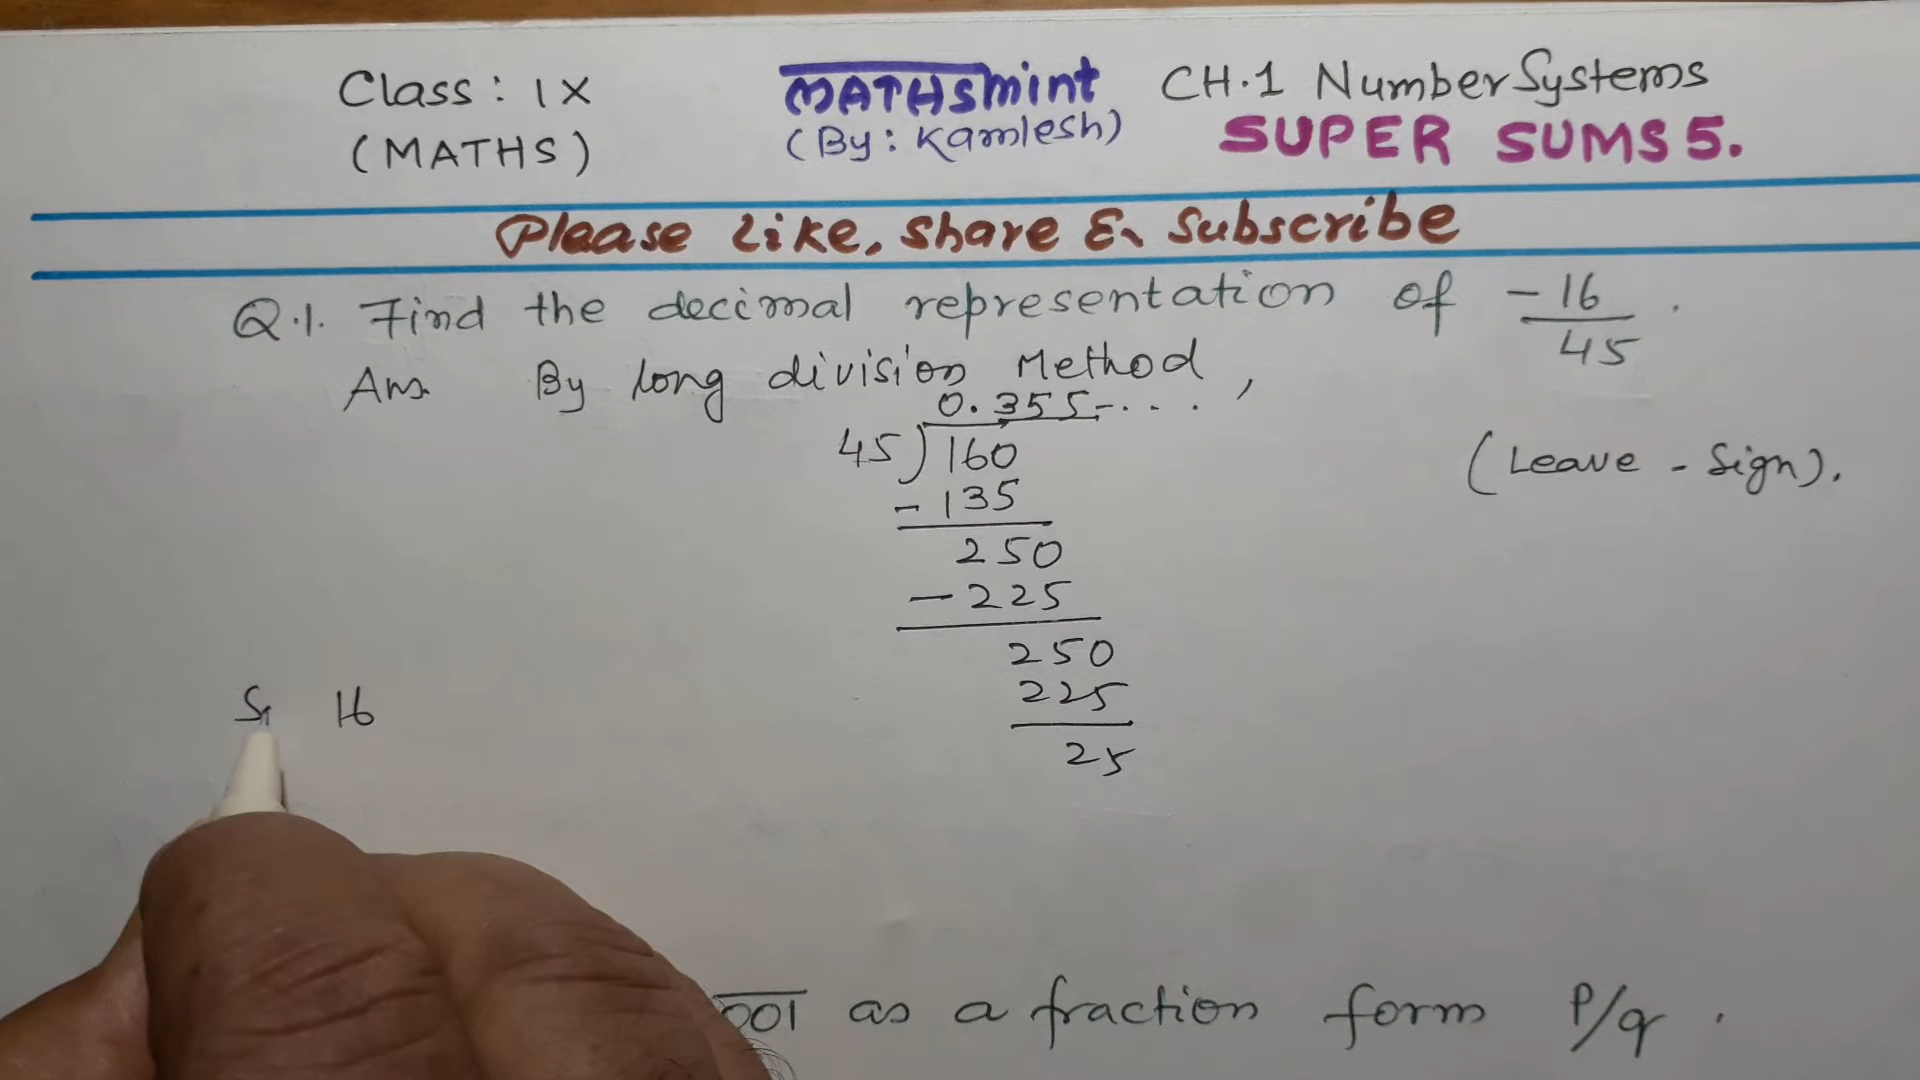 Class: IX
(MATHS)
MATHSmint
(By: Kamlesh)
CH.1 Number Systems
SUPER SUMS 5.
Please Like, Share & Subscribe
Q.1. Find the decimal representation of -16/45.
Ans. By long division Method,
0.355-...
45)160
(Leave - Sign).
-135
250
-225
250
225
25
16
001 as a fraction form P/q.